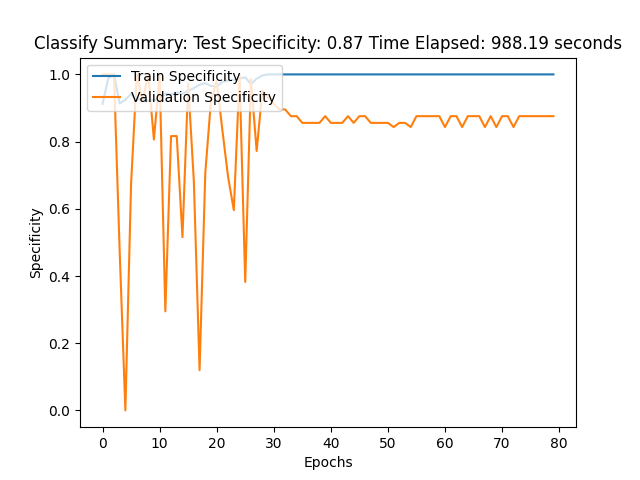 Classify Summary: Test Specificity: 0.87 Time Elapsed: 988.19 seconds
Train Specificity
Validation Specificity
1.0
0.8
0.6
0.4
0.2
0.0
Specificity
0 10 20 30 40 50 60 70 80
Epochs